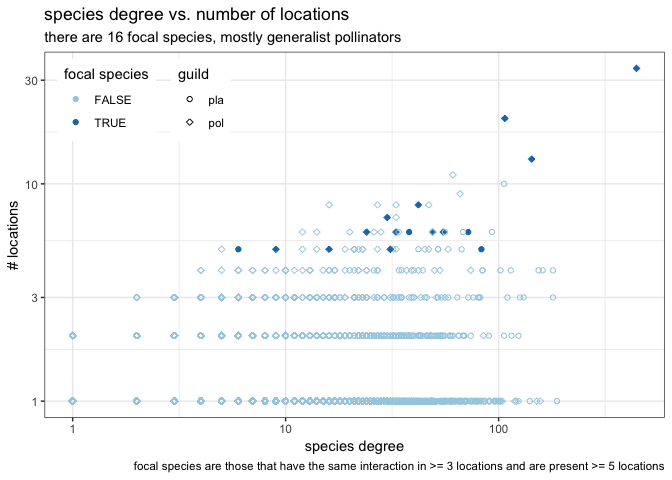 species degree vs. number of locations
there are 16 focal species, mostly generalist pollinators
focal species
FALSE
TRUE
guild
pla
pol
# locations
30
10
3
1
1
10
100
species degree
focal species are those that have the same interaction in >= 3 locations and are present >= 5 locations